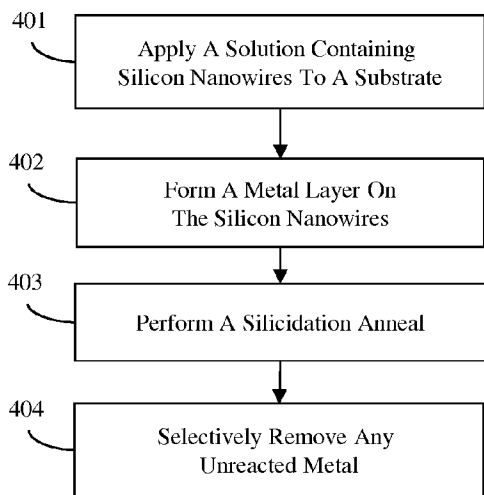 401
Apply A Solution Containing
Silicon Nanowires To A Substrate
402
Form A Metal Layer On
The Silicon Nanowires
403
Perform A Silicidation Anneal
404
Selectively Remove Any
Unreacted Metal